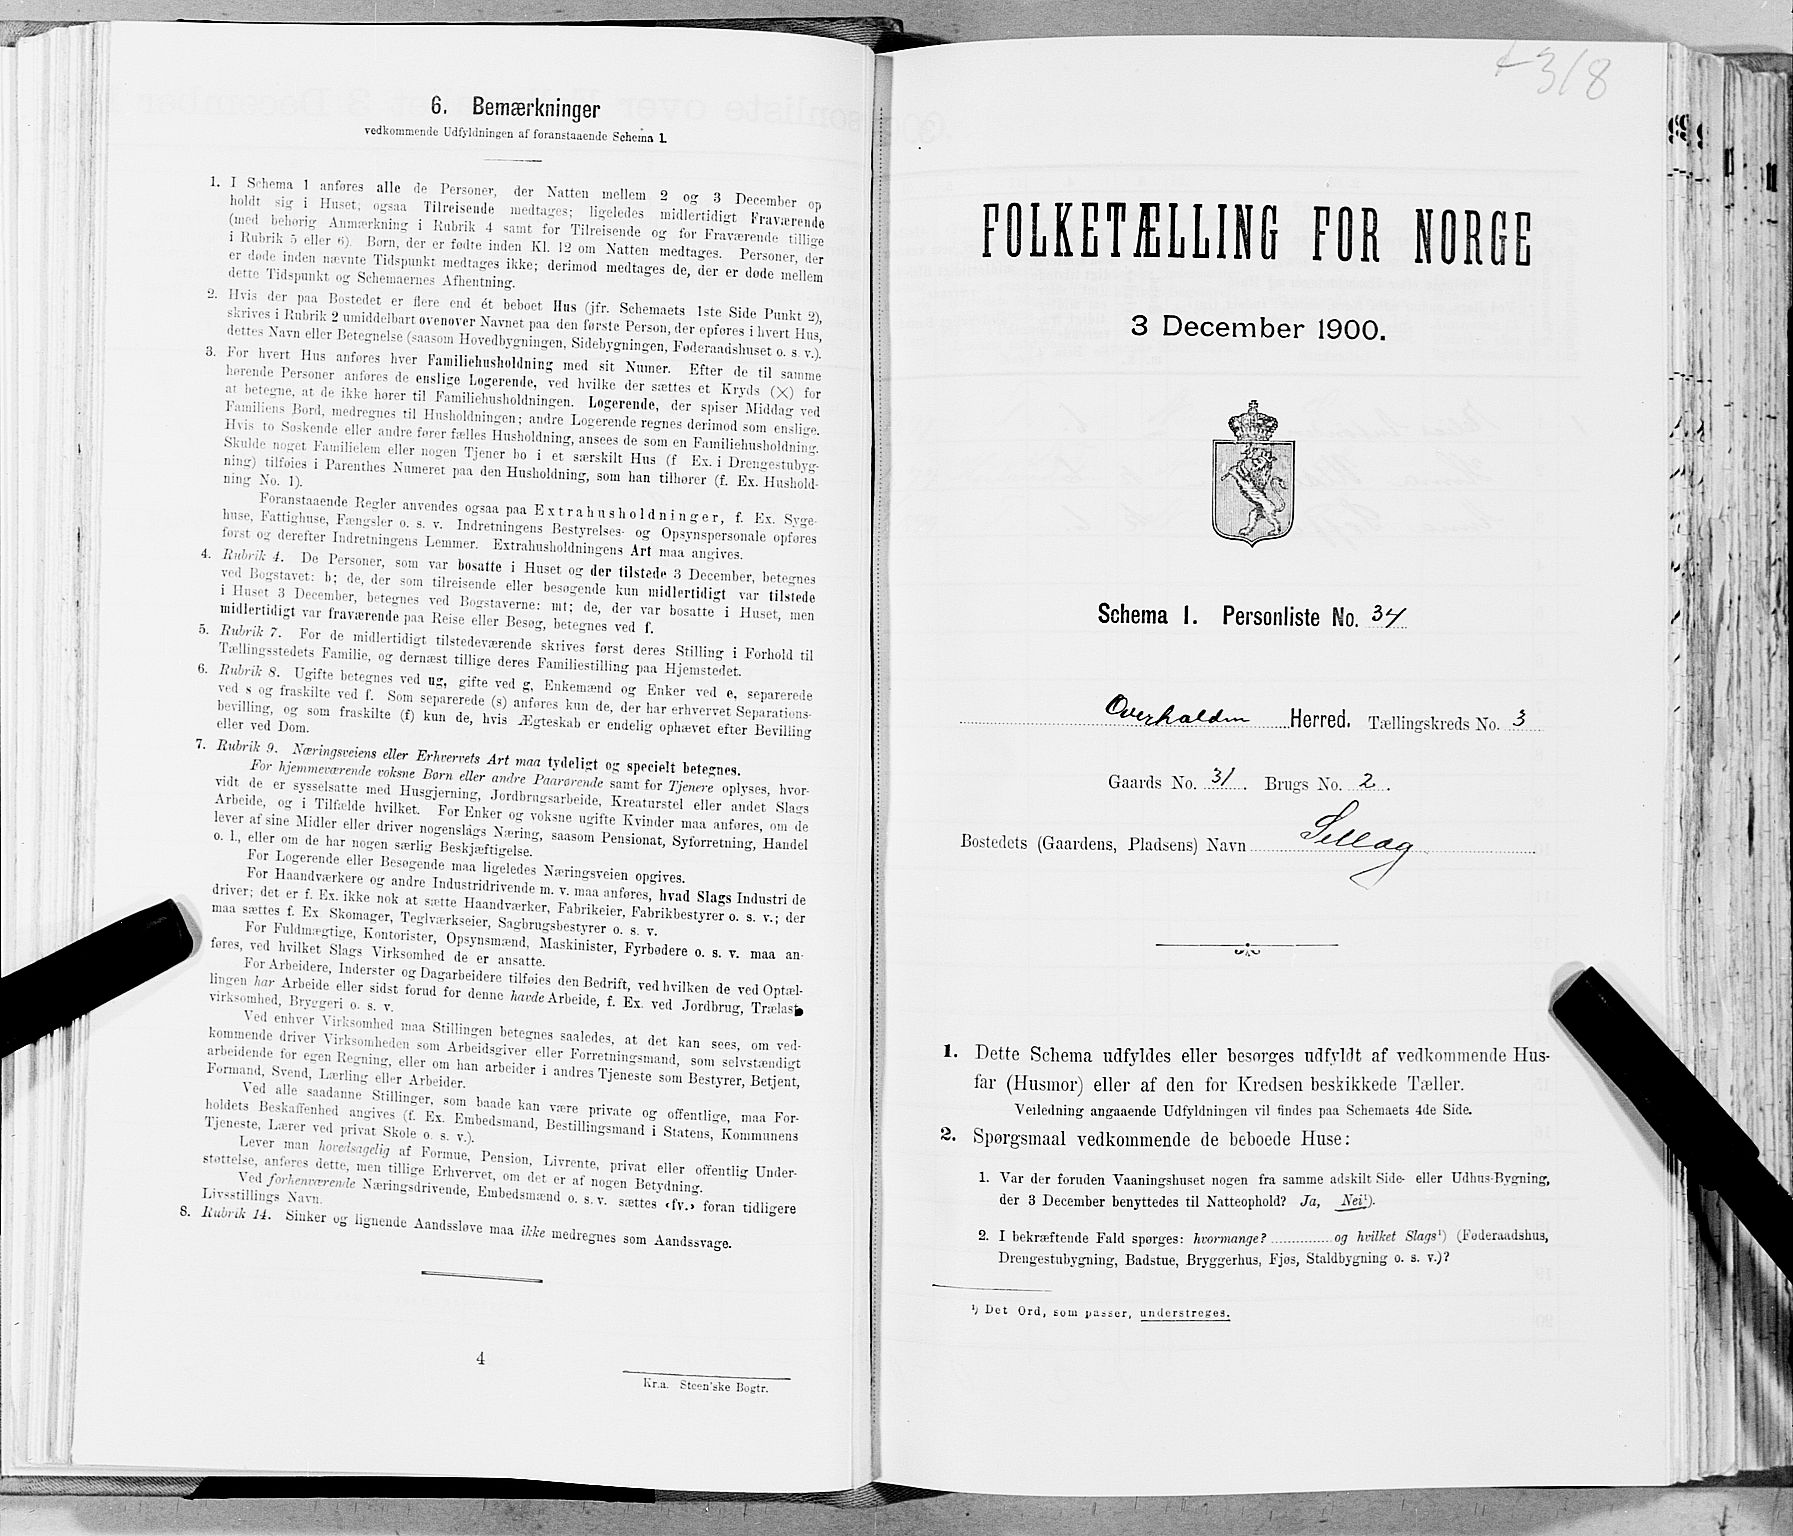 6. Bemærkninger
vedkommende Udfyldningen af foranstaaende Schema 1.
1. I Schema 1 anføres alle de Personer, der Natten mellem 2 og 3 December op
holdt sig i Huset; ogsaa Tilreisende medtages; ligeledes midlertidigt Fraværende
(med behørig Anmærkning i Rubrik 4 samt for Tilreisende og for Fraværende tillige
i Rubrik 5 eller 6). Børn, der er fødte inden Kl. 12 om Natten medtages. Personer, der
er døde inden nævnte Tidspunkt medtages ikke; derimod medtages de, der er døde mellem
dette Tidspunkt og Schemaernes Afhentning.
2. Hvis der paa Bostedet er flere end ét beboet Hus (jfr. Schemaets 1ste Side Punkt 2),
skrives i Rubrik 2 umiddelbart ovenover Navnet paa den første Person, der opføres i hvert Hus,
dettes Navn eller Betegnelse (saasom Hovedbygningen, Sidebygningen, Føderaadshuset o. s. v.).
3. For hvert Hus anføres hver Familiehusholdning med sit Numer. Efter de til samme
hørende Personer anføres de enslige Logerende, ved hvilke der sættes et Kryds (×) for
at betegne, at de ikke hører til Familiehusholdningen. Logerende, der spiser Middag ved
Familiens Bord, medregnes til Husholdningen; andre Logerende regnes derimod som enslige.
Hvis to Søskende eller andre fører fælles Husholdning, ansees de som en Familiehusholdning.
Skulde noget Familielem eller nogen Tjener bo i et særskilt Hus (f Ex. i Drengestubyg-
ning) tilføies i Parenthes Numeret paa den Husholdning, som han tilhører (f. Ex. Hushold-
ning No. 1).
Foranstaaende Regler anvendes ogsaa paa Extrahusholdninger, f. Ex. Syge-
huse, Fattighuse, Fængsler o. s. v. Indretningens Bestyrelses- og Opsynspersonale opføres
først og derefter Indretningens Lemmer. Extrahusholdningens Art maa angives.
4. Rubrik 4. De Personer, som var bosatte i Huset og der tilstede 3 December, betegnes
ved Bogstavet: b; de, der som tilreisende eller besøgende kun midlertidigt var tilstede
i Huset 3 December, betegnes ved Bogstaverne: mt; de, der var bosatte i Huset, men
midlertidigt var fraværende paa Reise eller Besøg, betegnes ved f.
5. Rubrik 7. For de midlertidigt tilstedeværende skrives først deres Stilling i Forhold til
Tællingsstedets Familie, og dernæst tillige deres Familiestilling paa Hjemstedet.
6. Rubrik 8. Ugifte betegnes ved ug, gifte ved g, Enkemænd og Enker ved e, separerede
ved s og fraskilte ved f. Som separerede (s) anføres kun de, der har erhvervet Separations-
bevilling, og som fraskilte (f) kun de, hvis Ægteskab er endelig ophævet efter Bevilling
eller ved Dom.
7. Rubrik 9. Næringsveiens eller Erhvervets Art maa tydeligt og specielt betegnes.
For hjemmeværende voksne Børn eller andre Paarørende samt for Tjenere oplyses, hvor-
vidt de er sysselsatte med Husgjerning, Jordbrugsarbeide, Kreaturstel eller andet Slags
Arbeide, og i Tilfælde hvilket. For Enker og voksne ugifte Kvinder maa anføres, om de
lever af sine Midler eller driver nogenslags Næring, saasom Pensionat, Syforretning, Handel
o. l., eller om de har nogen særlig Beskjæftigelse.
For Logerende eller Besøgende maa ligeledes Næringsveien opgives.
For Haandværkere og andre Industridrivende m. v. maa anføres, hvad Slags Industri de
driver; det er f. Ex. ikke nok at sætte Haandværker, Fabrikeier, Fabrikbestyrer o. s. v.; der
maa sættes f. Ex Skomager, Teglværkseier, Sagbrugsbestyrer o. s. v.
For Fuldmægtige, Kontorister, Opsynsmænd, Maskinister, Fyrbødere o. s. v. maa an-
føres, ved hvilket Slags Virksomhed de er ansatte.
For Arbeidere, Inderster og Dagarbeidere tilføies den Bedrift, ved hvilken de ved Optæl-
lingen har Arbeide eller sidst forud for denne havde Arbeide, f. Ex. ved Jordbrug, Trælast-
virksomhed, Bryggeri o. s. v.
Ved enhver Virksomhed maa Stillingen betegnes saaledes, at det kan sees, om ved-
kommende driver Virksomheden som Arbeidsgiver eller Forretningsmand, som selvstændigt
arbeidende for egen Regning, eller om han arbeider i andres Tjeneste som Bestyrer, Betjent,
Formand, Svend, Lærling eller Arbeider.
Ved alle saadanne Stillinger, som baade kan være private og offentlige, maa For-
holdets Beskaffenhed angives (f. Ex. Embedsmand, Bestillingsmand i Statens, Kommunens
Tjeneste, Lærer ved privat Skole o. s. v.).
Lever man hovedsagelig af Formue, Pension, Livrente, privat eller offentlig Under-
støttelse, anføres dette, men tillige Erhvervet, om det er af nogen Betydning.
Ved forhenværende Næringsdrivende, Embedsmænd o. s. v. sættes «fv.» foran tidligere
Livsstillings Navn.
8. Rubrik 14. Sinker og lignende Aandssløve maa ikke medregnes som Aandssvage.
4
Kr.a. Steen'ske Bogtr.
318
FOLKETÆLLING FOR NORGE
3 December 1900.
Schema 1. Personliste No. 34
Overhalden Herred. Tællingskreds No. 3
Gaards No. 31. Brugs No. 2.
Bostedets (Gaardens, Pladsens) Navn Sellæg
1. Dette Schema udfyldes eller besørges udfyldt af vedkommende Hus-
far (Husmor) eller af den for Kredsen beskikkede Tæller.
Veiledning angaaende Udfyldningen vil findes paa Schemaets 4de Side.
2. Spørgsmaal vedkommende de beboede Huse:
1. Var der foruden Vaaningshuset nogen fra samme adskilt Side- eller Udhus-Bygning,
der 3 December benyttedes til Natteophold? Ja, Nei¹).
2. I bekræftende Fald spørges: hvormange? og hvilket Slags¹) (Føderaadshus,
Drengestubygning, Badstue, Bryggerhus, Fjøs, Staldbygning o. s. v.)?
¹) Det Ord, som passer, understreges.